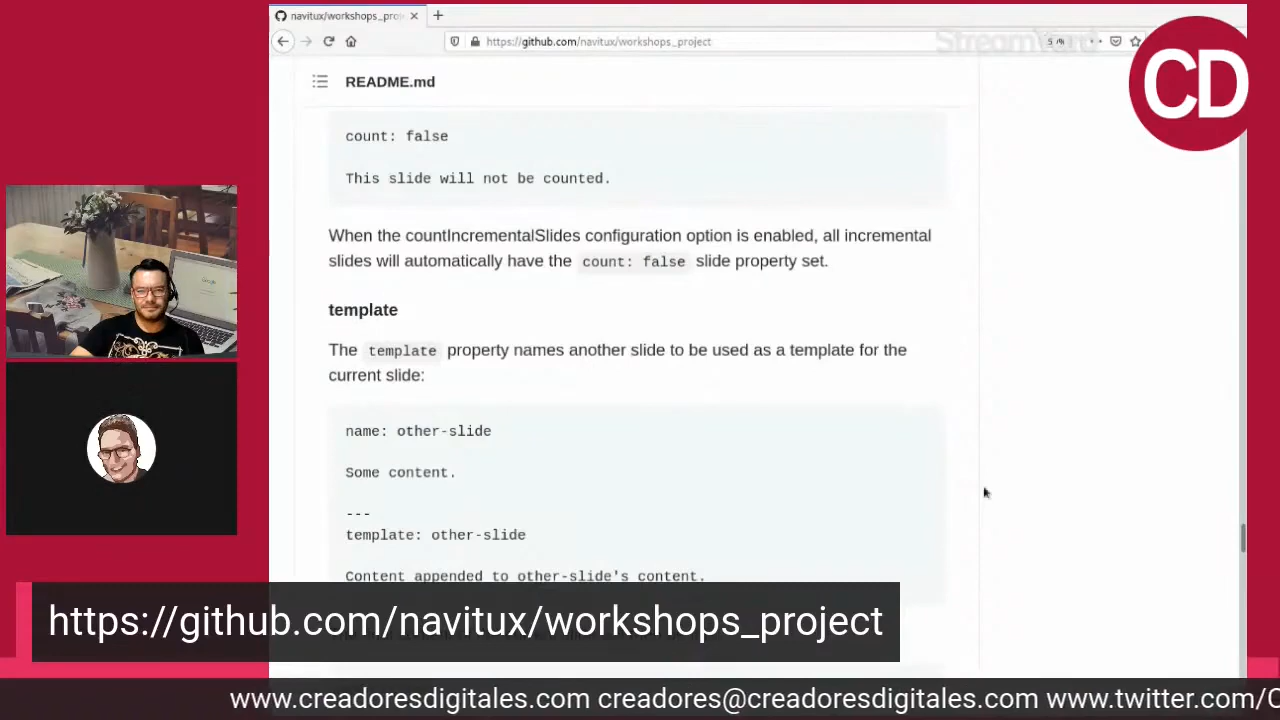 navitux/workshops_proj
https://github.com/navitux/workshops_project
StreamYard
CD
README.md
count: false
This slide will not be counted.
When the countIncrementalSlides configuration option is enabled, all incremental
slides will automatically have the count: false slide property set.
template
The template property names another slide to be used as a template for the
current slide:
name: other-slide
Some content.
---
template: other-slide
Content appended to other-slide's content.
https://github.com/navitux/workshops_project
www.creadoresdigitales.com creadores@creadoresdigitales.com www.twitter.com/C